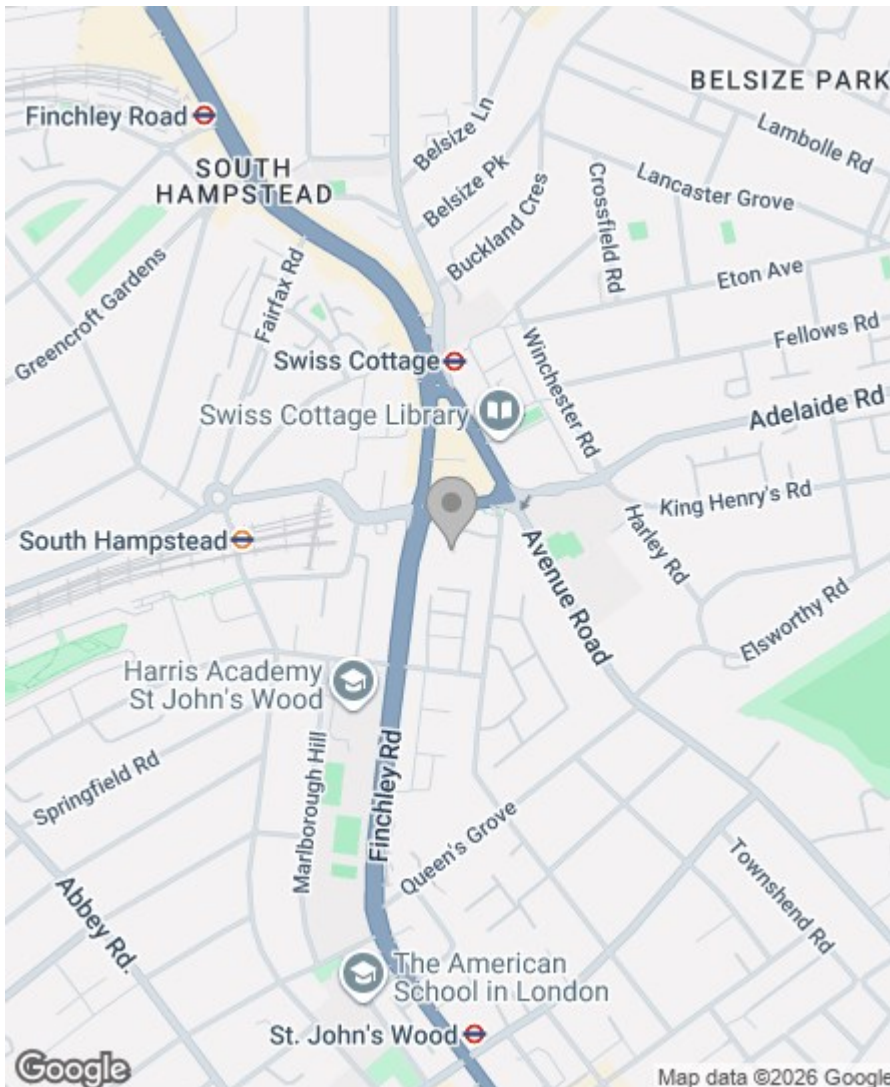 BELSIZE PARK
Finchley Road
Belsize Ln
Lambolle Rd
SOUTH
HAMPSTEAD
Belsize Pk
Crossfield Rd
Lancaster Grove
Buckland Cres
Greencroft Gardens
Fairfax Rd
Eton Ave
Fellows Rd
Swiss Cottage
Winchester Rd
Swiss Cottage Library
Adelaide Rd
King Henry's Rd
South Hampstead
Harley Rd
Avenue Road
Elsworthy Rd
Harris Academy
St John's Wood
Springfield Rd
Marlborough Hill
Finchley Rd
Queen's Grove
Townshend Rd
Abbey Rd.
The American
School in London
St. John's Wood
Google
Map data ©2026 Google